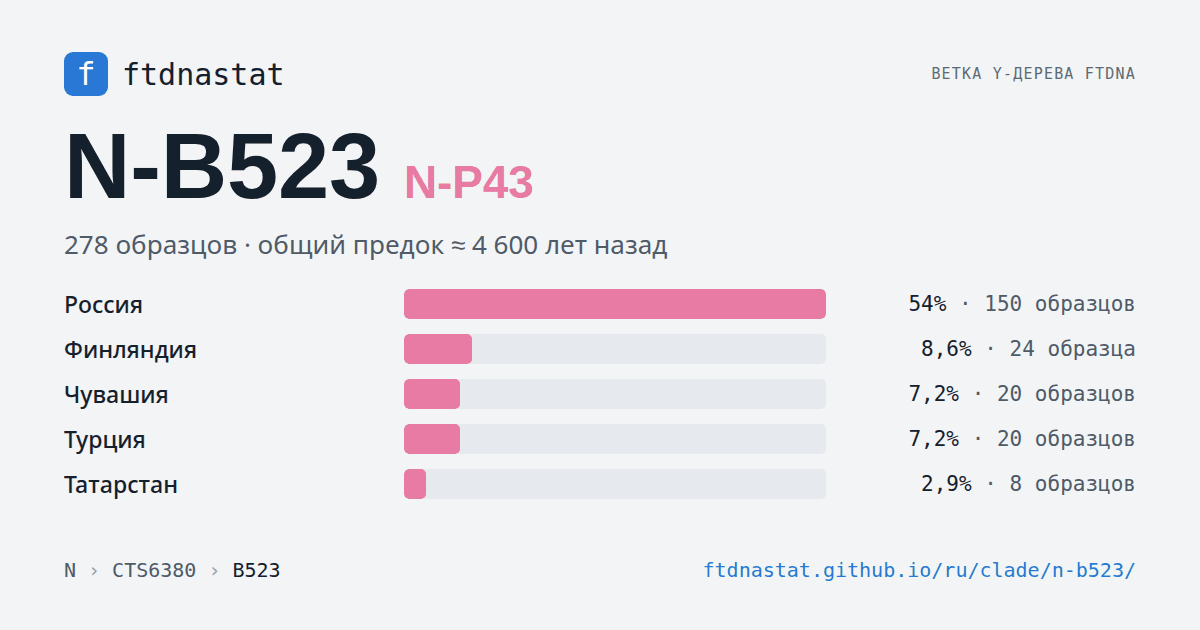 f ftdnastat
ВЕТКА Y-ДЕРЕВА FTDNA
N-B523 N-P43
278 образцов · общий предок ≈ 4 600 лет назад
Россия 54% · 150 образцов
Финляндия 8,6% · 24 образца
Чувашия 7,2% · 20 образцов
Турция 7,2% · 20 образцов
Татарстан 2,9% · 8 образцов
N › CTS6380 › B523
ftdnastat.github.io/ru/clade/n-b523/